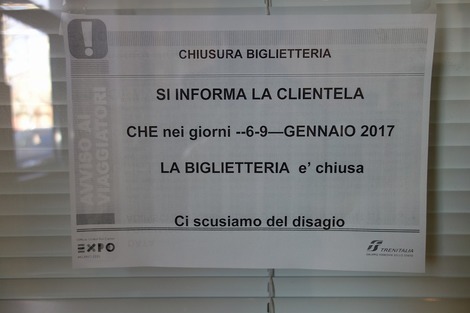 AVVISO AI
VIAGGIATORI
CHIUSURA BIGLIETTERIA
SI INFORMA LA CLIENTELA
CHE nei giorni --6-9—GENNAIO 2017
LA BIGLIETTERIA e' chiusa
Ci scusiamo del disagio
EXPO
TRENITALIA